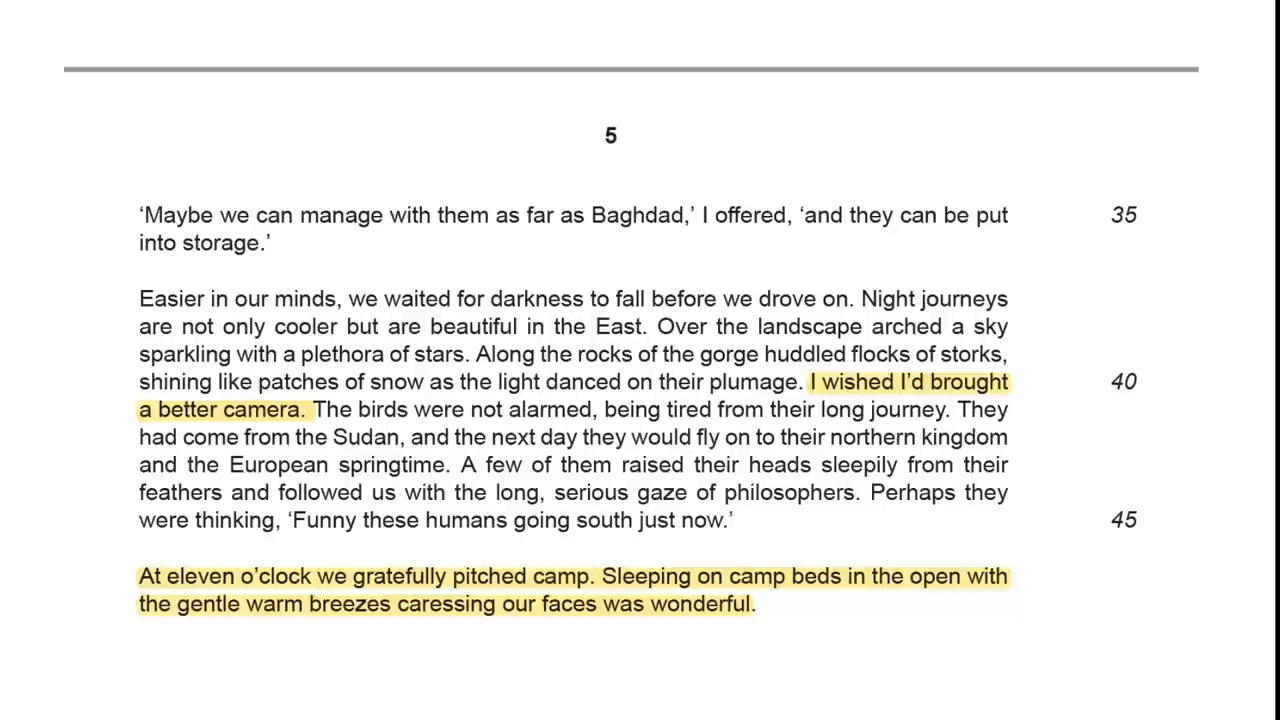 5
‘Maybe we can manage with them as far as Baghdad,’ I offered, ‘and they can be put 35
into storage.’
Easier in our minds, we waited for darkness to fall before we drove on. Night journeys
are not only cooler but are beautiful in the East. Over the landscape arched a sky
sparkling with a plethora of stars. Along the rocks of the gorge huddled flocks of storks,
shining like patches of snow as the light danced on their plumage. I wished I’d brought 40
a better camera. The birds were not alarmed, being tired from their long journey. They
had come from the Sudan, and the next day they would fly on to their northern kingdom
and the European springtime. A few of them raised their heads sleepily from their
feathers and followed us with the long, serious gaze of philosophers. Perhaps they
were thinking, ‘Funny these humans going south just now.’ 45
At eleven o’clock we gratefully pitched camp. Sleeping on camp beds in the open with
the gentle warm breezes caressing our faces was wonderful.